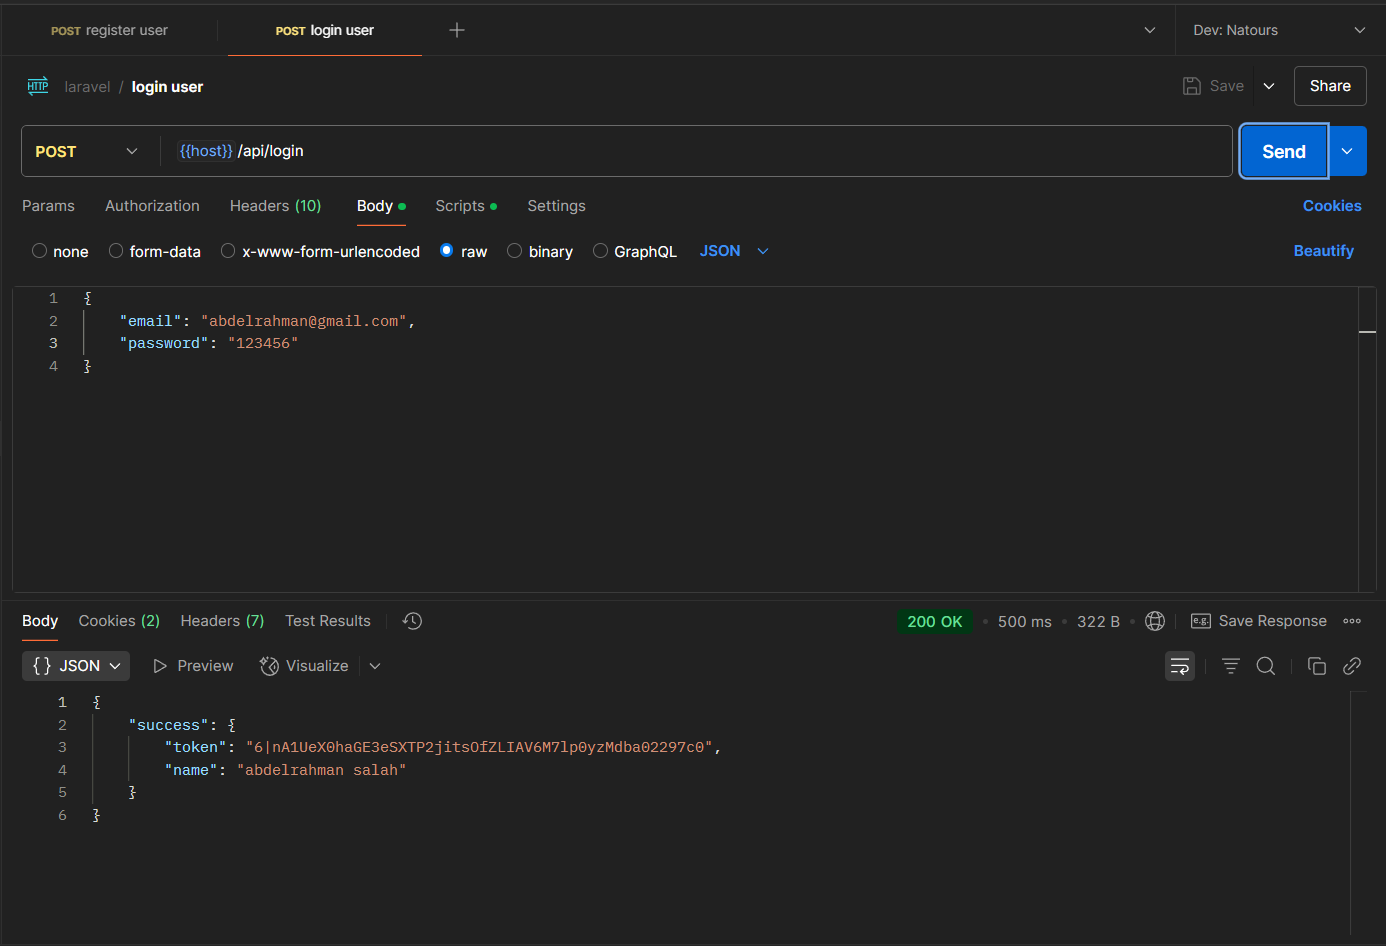 POST register user POST login user Dev: Natours
HTTP laravel / login user Save Share
POST {{host}} /api/login Send
Params Authorization Headers (10) Body Scripts Settings Cookies
none form-data x-www-form-urlencoded raw binary GraphQL JSON Beautify
1 {
2 "email": "abdelrahman@gmail.com",
3 "password": "123456"
4 }
Body Cookies (2) Headers (7) Test Results 200 OK • 500 ms • 322 B • e.g. Save Response
{} JSON Preview Visualize
1 {
2 "success": {
3 "token": "6|nA1UeX0haGE3eSXTP2jitsOfZLIAV6M7lp0yzMdba02297c0",
4 "name": "abdelrahman salah"
5 }
6 }